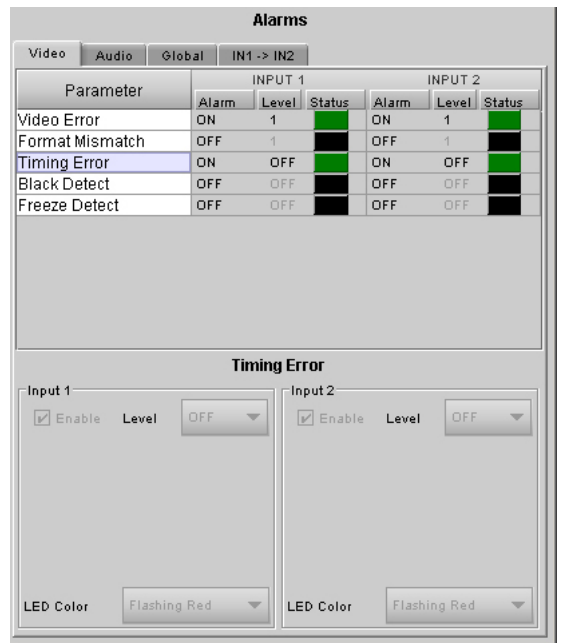 Alarms
Video Audio Global IN1 -> IN2
Parameter INPUT 1 INPUT 2
Alarm Level Status Alarm Level Status
Video Error ON 1 ON 1
Format Mismatch OFF 1 OFF 1
Timing Error ON OFF ON OFF
Black Detect OFF OFF OFF OFF
Freeze Detect OFF OFF OFF OFF
Timing Error
Input 1 Input 2
Enable Level OFF Enable Level OFF
LED Color Flashing Red LED Color Flashing Red